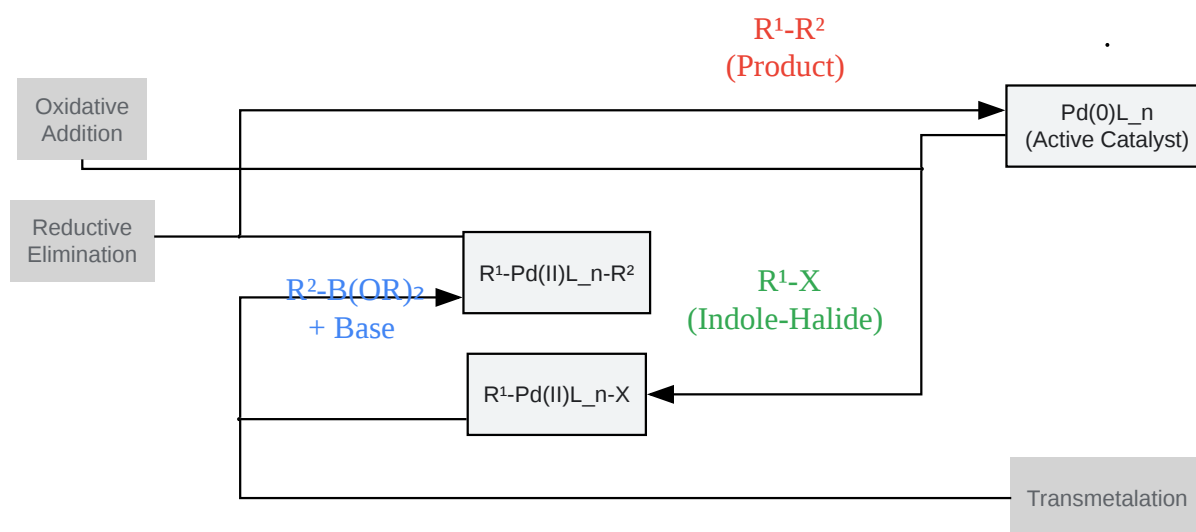 R¹-R²
(Product)
.
Oxidative
Addition
Pd(0)L_n
(Active Catalyst)
Reductive
Elimination
R¹-Pd(II)L_n-R²
R²-B(OR)₂
+ Base
R¹-X
(Indole-Halide)
R¹-Pd(II)L_n-X
Transmetalation